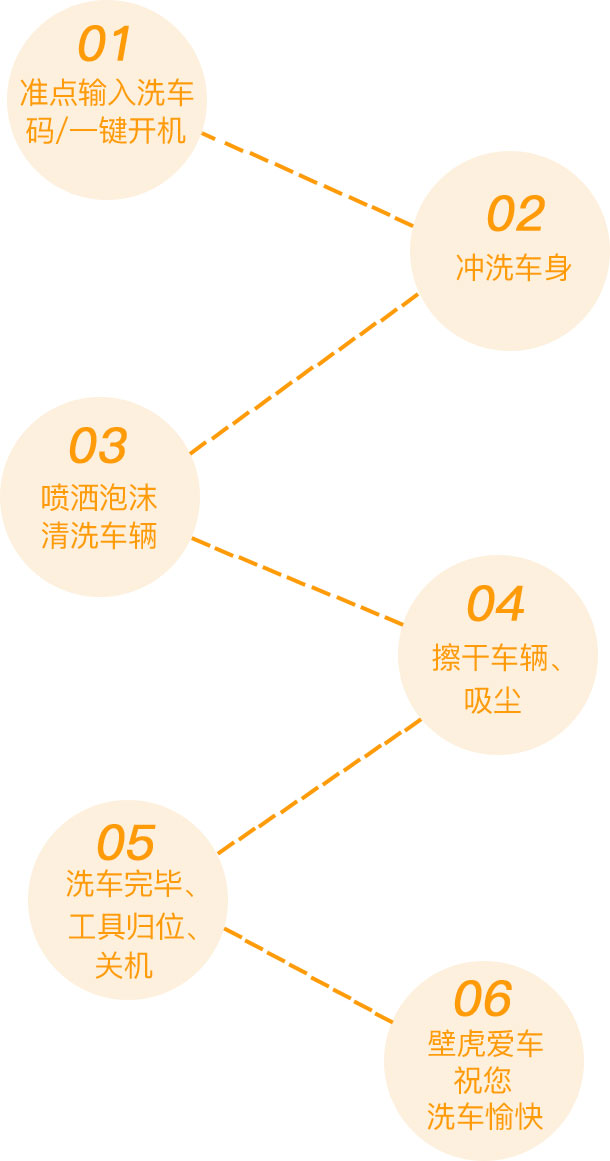 01
准点输入洗车
码/一键开机
02
冲洗车身
03
喷洒泡沫
清洗车辆
04
擦干车辆、
吸尘
05
洗车完毕、
工具归位、
关机
06
壁虎爱车
祝您
洗车愉快